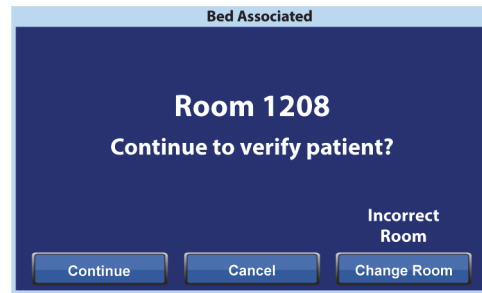 Bed Associated
Room 1208
Continue to verify patient?
Incorrect
Room
Continue
Cancel
Change Room